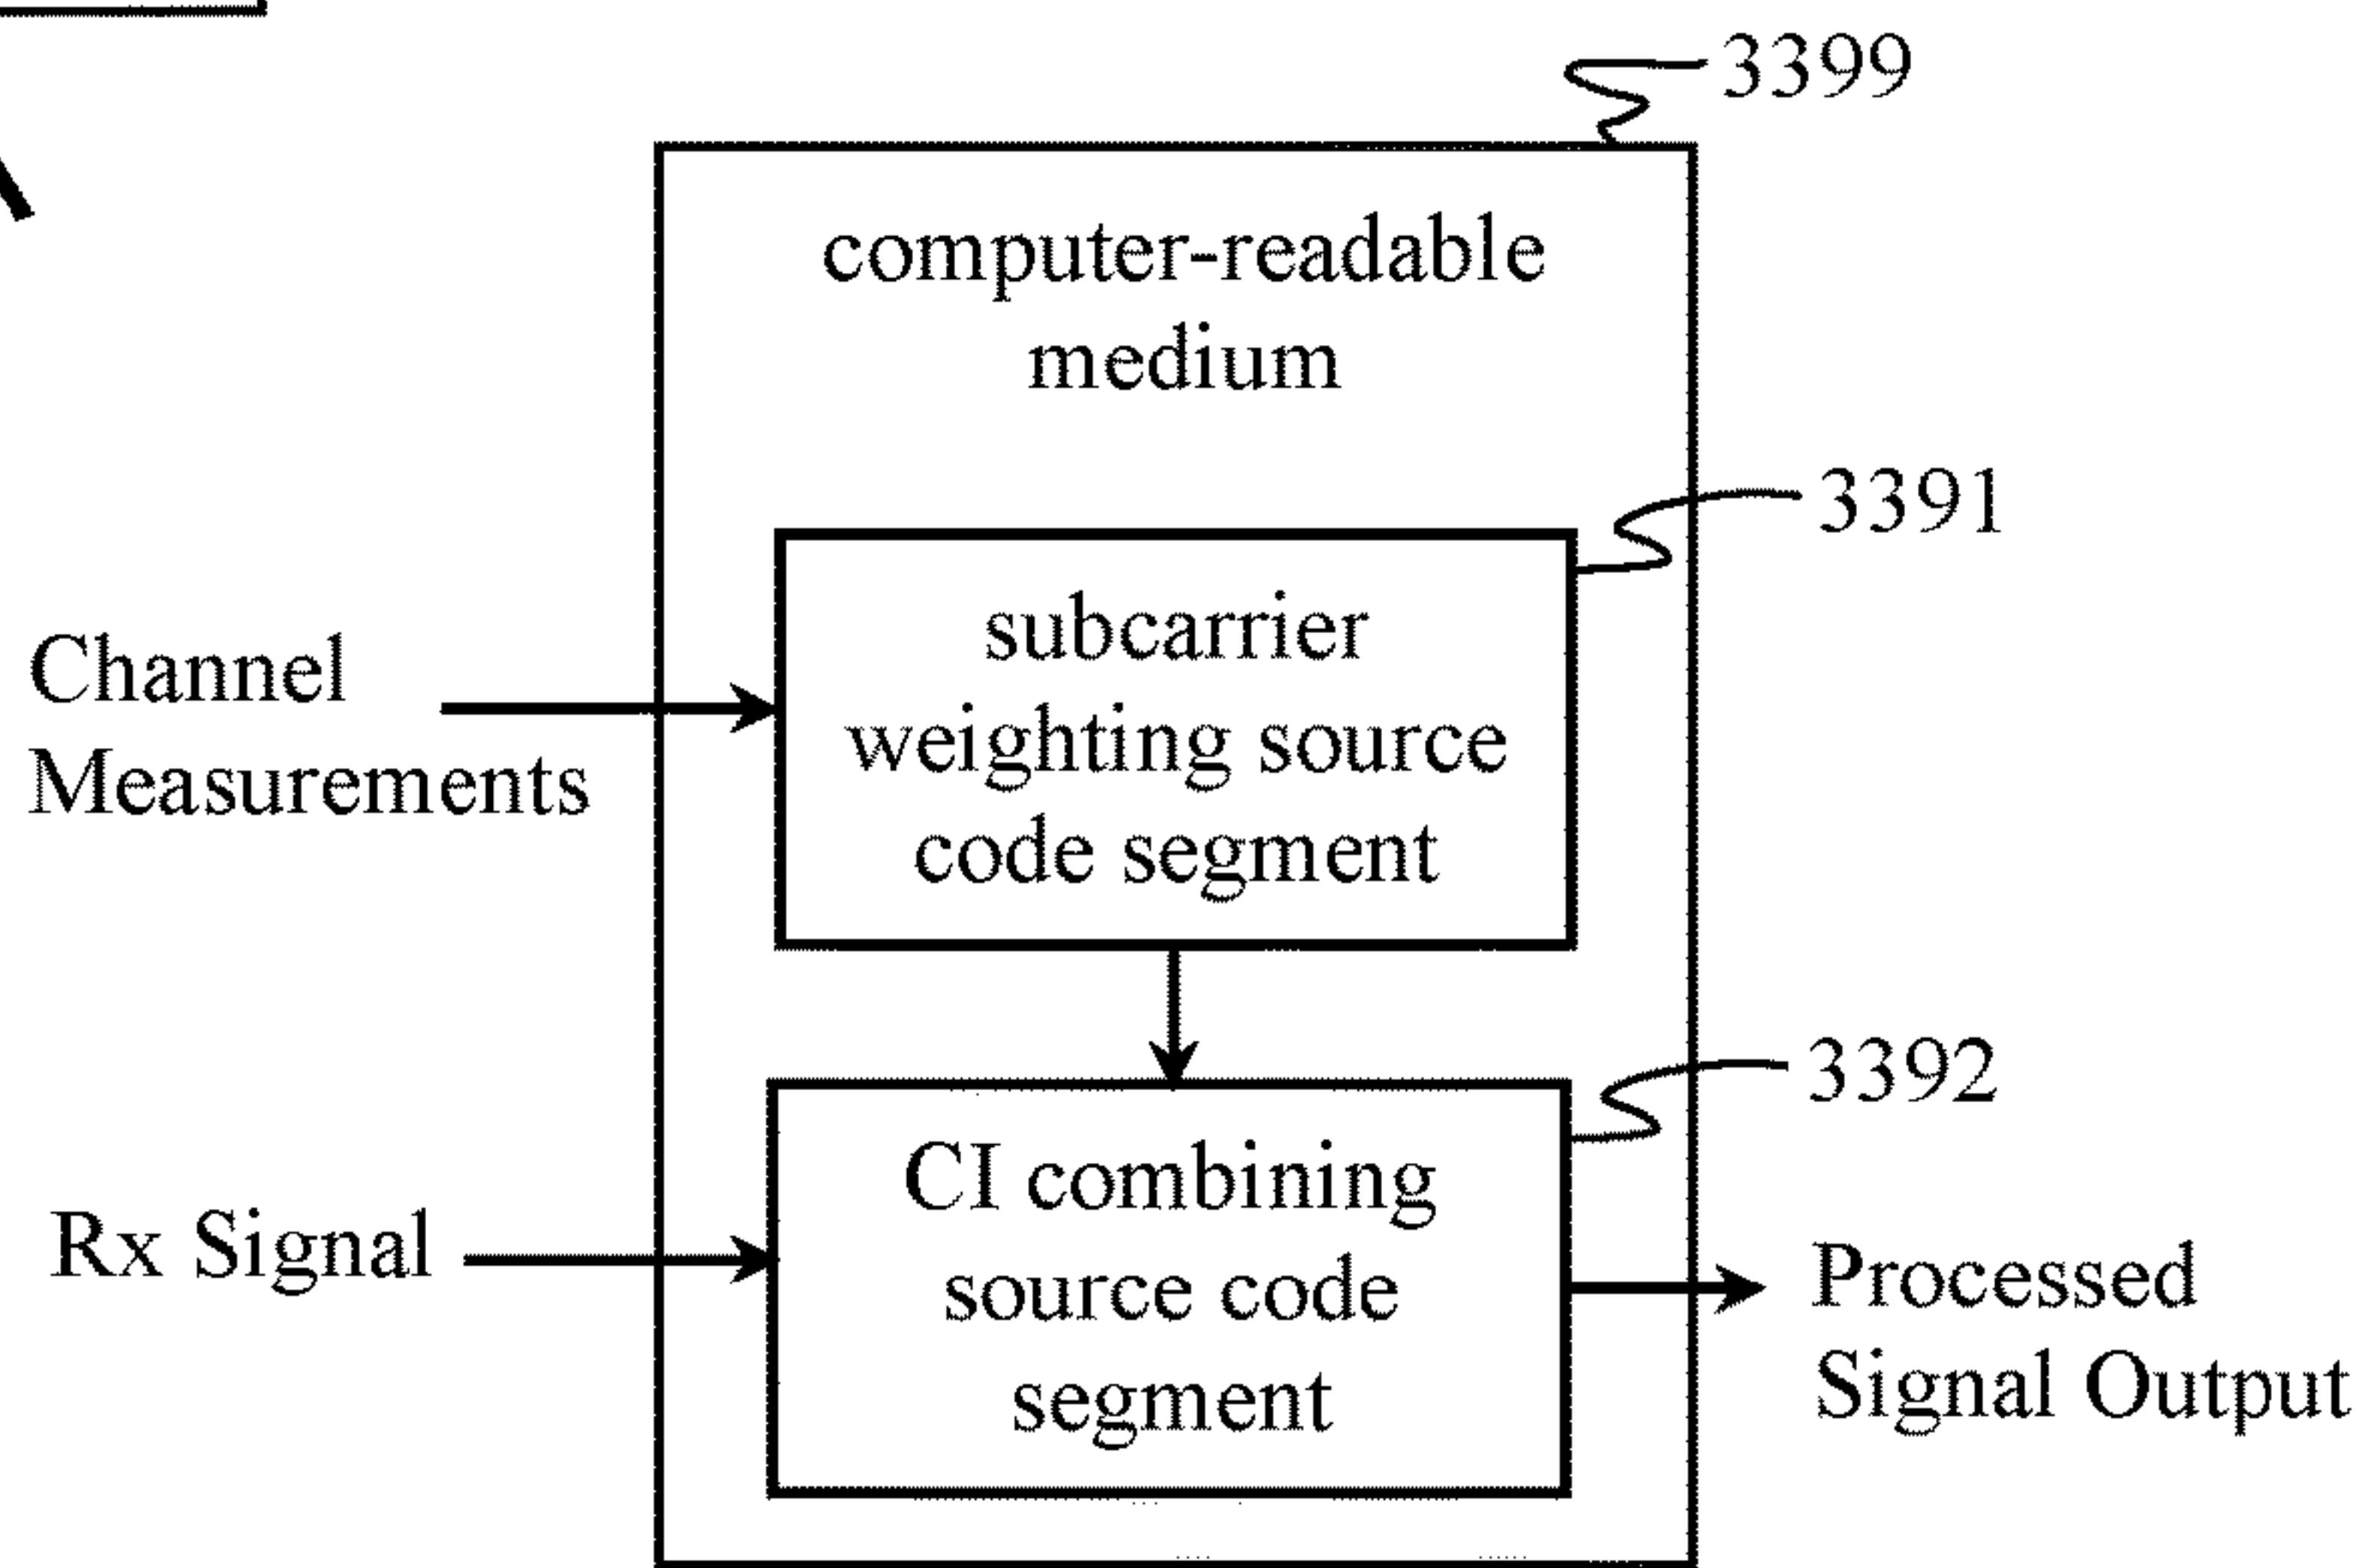 3399
computer-readable
medium
3391
subcarrier
weighting source
code segment
Channel
Measurements
3392
CI combining
source code
segment
Rx Signal
Processed
Signal Output